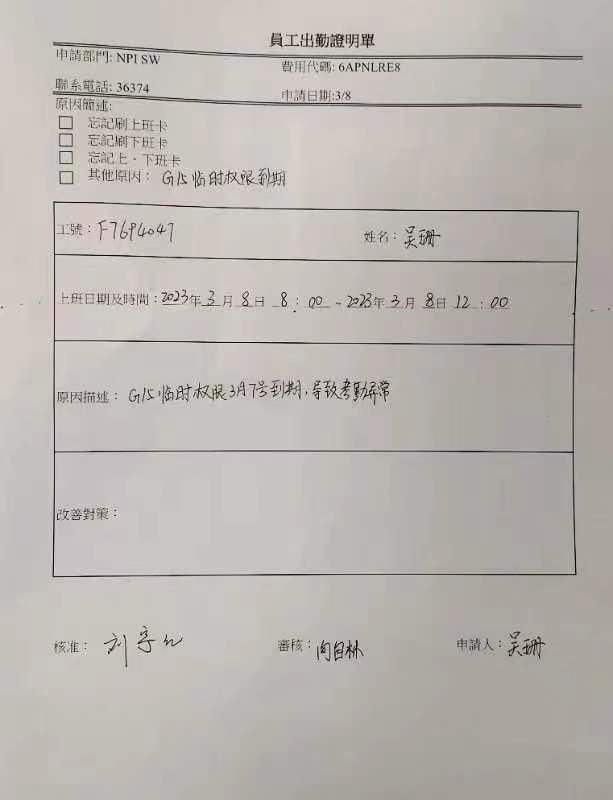 員工出勤證明單
申請部門: NPI SW 費用代碼: 6APNLRE8
聯系電話: 36374 申請日期:3/8
原因簡述:
□ 忘記刷上班卡
□ 忘記刷下班卡
□ 忘記上、下班卡
□ 其他原因： G15临时权限到期
工號：F7694047 姓名：吴珊
上班日期及時間：2023年3月8日 8：00 ~ 2023年3月8日 12：00
原因描述： G15临时权限3月7号到期，导致考勤异常
改善對策：
核准： 刘 審核： 向自林 申請人：吴珊